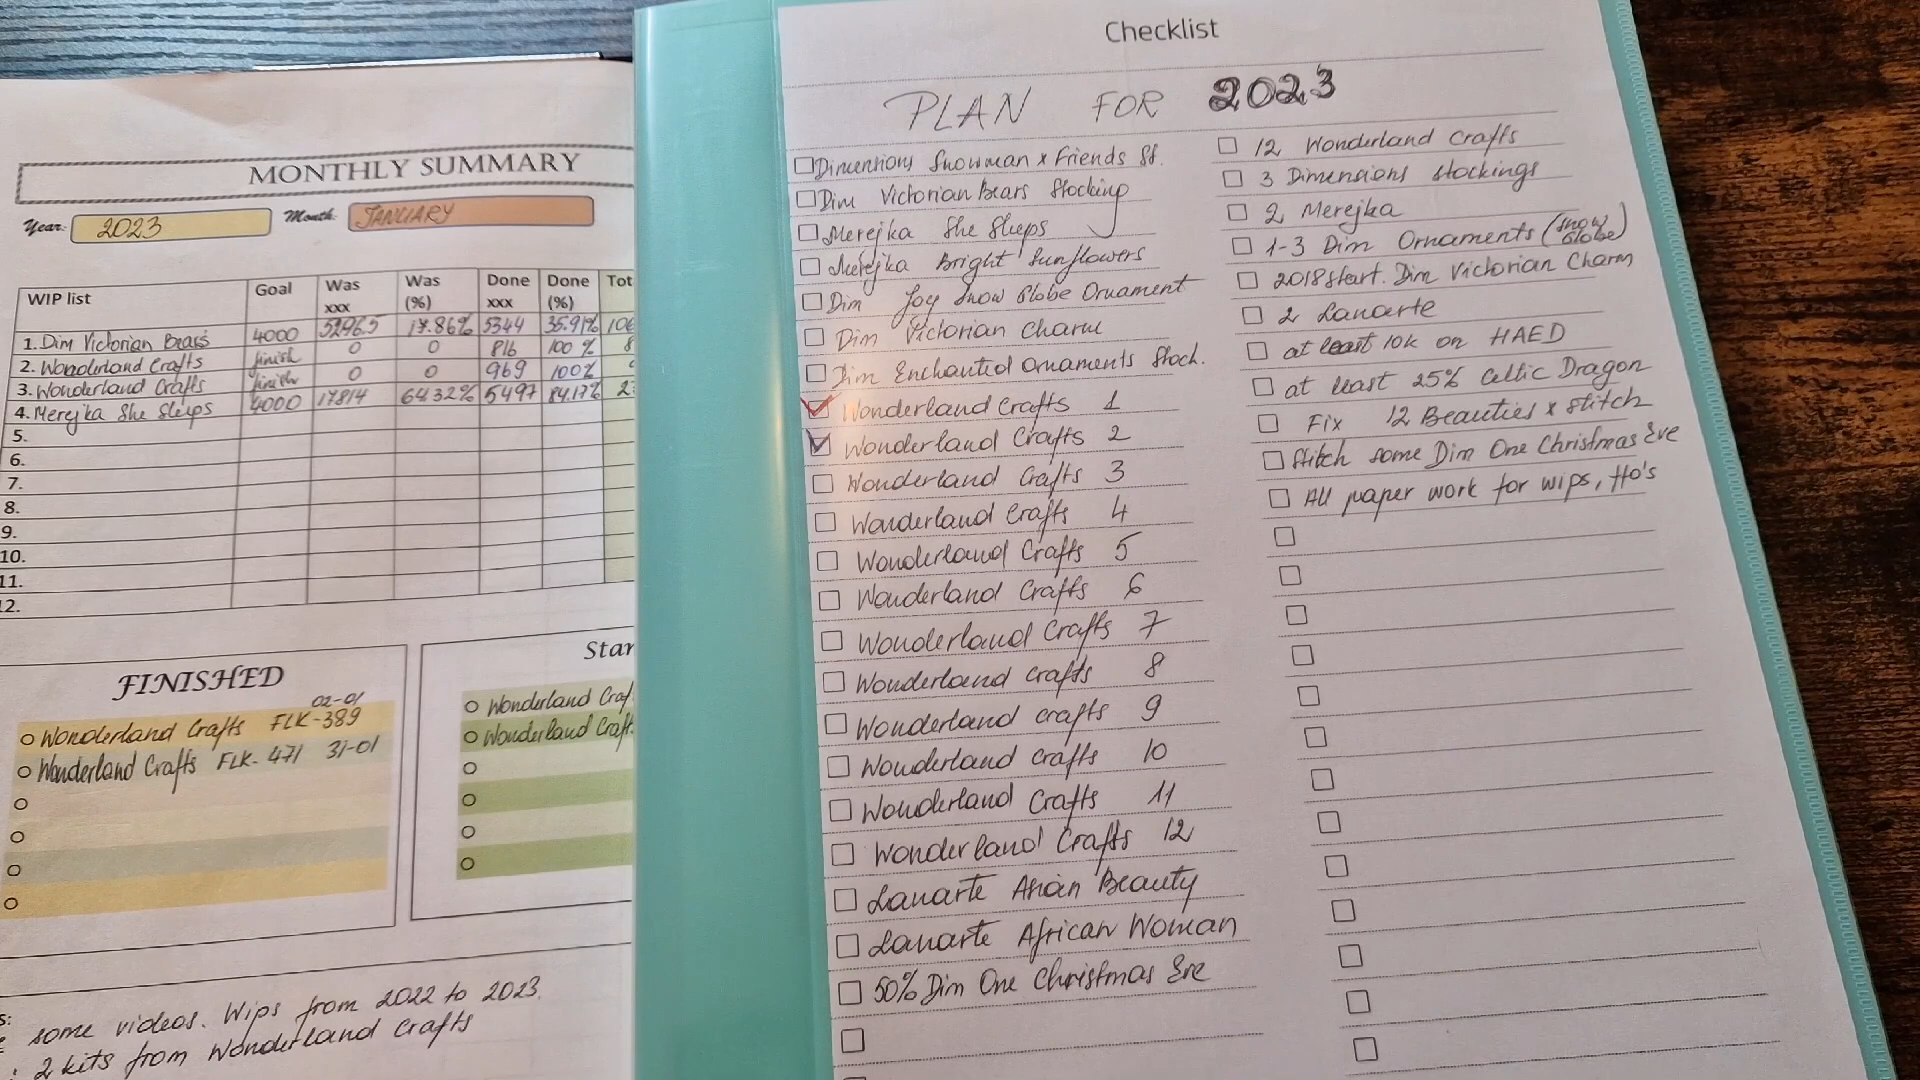 MONTHLY SUMMARY
Year: 2023 Month: JANUARY
WIP list Goal Was xxx Was (%) Done xxx Done (%) Tot
1. Dim Victorian Bears 4000 17.86% 5344 35.91%
2. Wonderland Crafts finish 0 0 816 100%
3. Wonderland Crafts finish 0 0 969 100%
4. Merejka She Sleeps 4000 17814 64.32% 5497 84.17%
5.
6.
7.
8.
9.
10.
11.
12.
FINISHED
02-01
Wonderland Crafts FLK-389
Wonderland Crafts FLK-471 31-01
Star
Wonderland Craf
Wonderland Craft
some videos. Wips from 2022 to 2023.
2 kits from Wonderland Crafts
Checklist
PLAN FOR 2023
Dimensions Snowman & Friends St.
Dim Victorian Bears Stocking
Merejka She Sleeps
Merejka Bright Sunflowers
Dim Joy Snow Globe Ornament
Dim Victorian Charm
Dim Enchanted Ornaments Stock.
Wonderland Crafts 1
Wonderland Crafts 2
Wonderland Crafts 3
Wonderland Crafts 4
Wonderland Crafts 5
Wonderland Crafts 6
Wonderland Crafts 7
Wonderland Crafts 8
Wonderland Crafts 9
Wonderland Crafts 10
Wonderland Crafts 11
Wonderland Crafts 12
Lanarte Asian Beauty
Lanarte African Woman
50% Dim One Christmas Eve
12 Wonderland Crafts
3 Dimensions stockings
2 Merejka
1-3 Dim Ornaments (Snow Globe)
2018 start. Dim Victorian Charm
2 Lanarte
at least 10k on HAED
at least 25% Celtic Dragon
Fix 12 Beauties & stitch
Stitch some Dim One Christmas Eve
All paper work for wips, Ho's